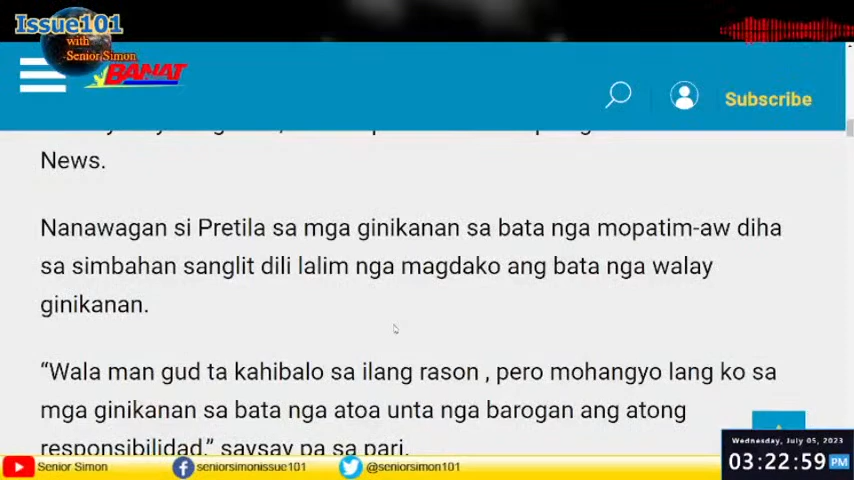 Issue101
with
Senior Simon
BANAT
Subscribe
News.
Nanawagan si Pretila sa mga ginikanan sa bata nga mopatim-aw diha
sa simbahan sanglit dili lalim nga magdako ang bata nga walay
ginikanan.
“Wala man gud ta kahibalo sa ilang rason , pero mohangyo lang ko sa
mga ginikanan sa bata nga atoa unta nga barogan ang atong
responsibilidad,” saysay pa sa pari.
Wednesday, July 05, 2023
03:22:59 PM
Senior Simon
seniorsimonissue101
@seniorsimon101